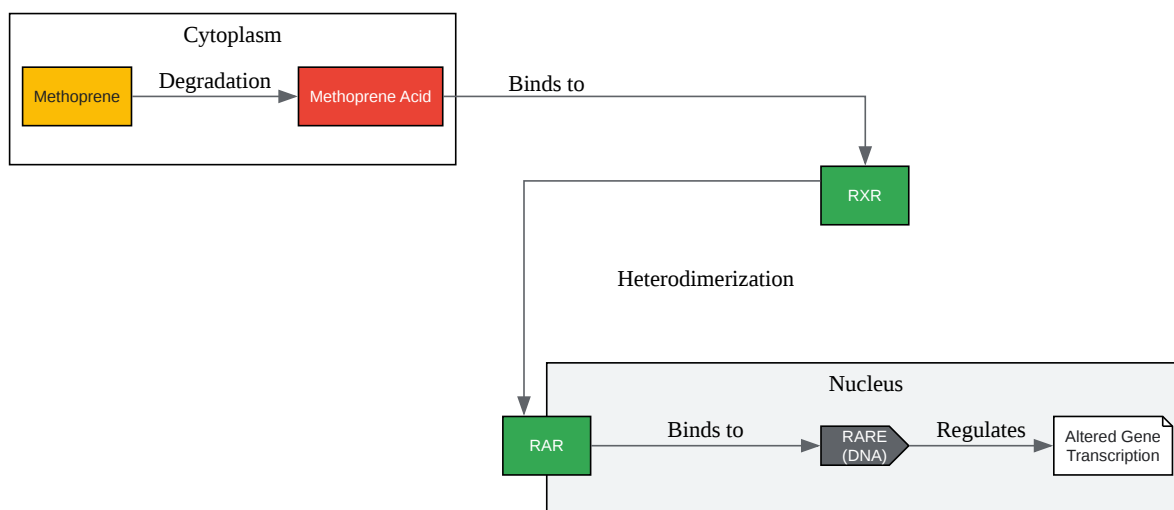 Cytoplasm
Methoprene
Degradation
Methoprene Acid
Binds to
RXR
Heterodimerization
Nucleus
RAR
Binds to
RARE
(DNA)
Regulates
Altered Gene
Transcription